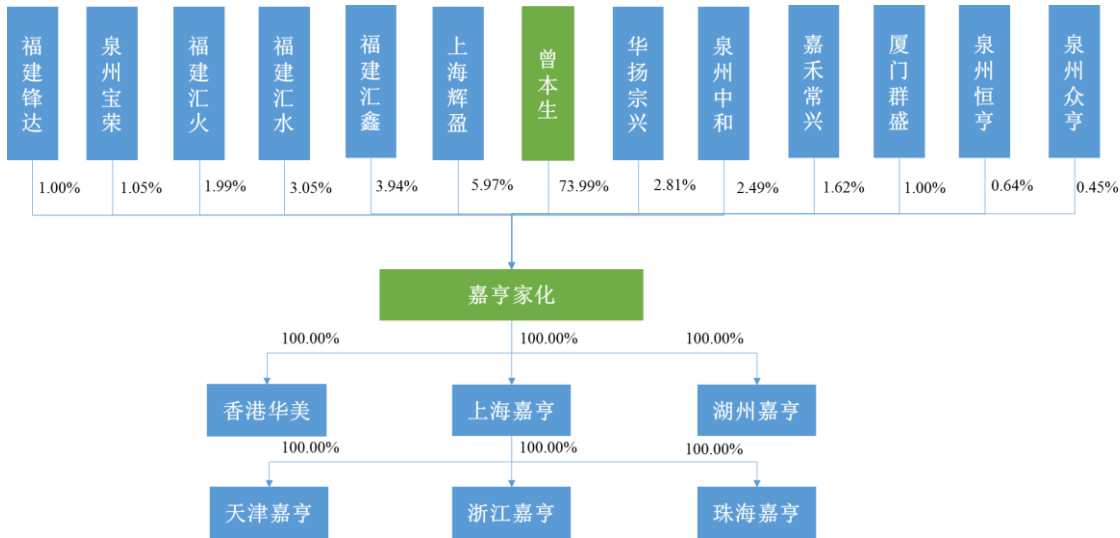 福建锋达
泉州宝荣
福建汇火
福建汇水
福建汇鑫
上海辉盈
曾本生
华扬宗兴
泉州中和
嘉禾常兴
厦门群盛
泉州恒亨
泉州众亨
1.00%
1.05%
1.99%
3.05%
3.94%
5.97%
73.99%
2.81%
2.49%
1.62%
1.00%
0.64%
0.45%
嘉亨家化
100.00%
100.00%
100.00%
香港华美
上海嘉亨
湖州嘉亨
100.00%
100.00%
100.00%
天津嘉亨
浙江嘉亨
珠海嘉亨